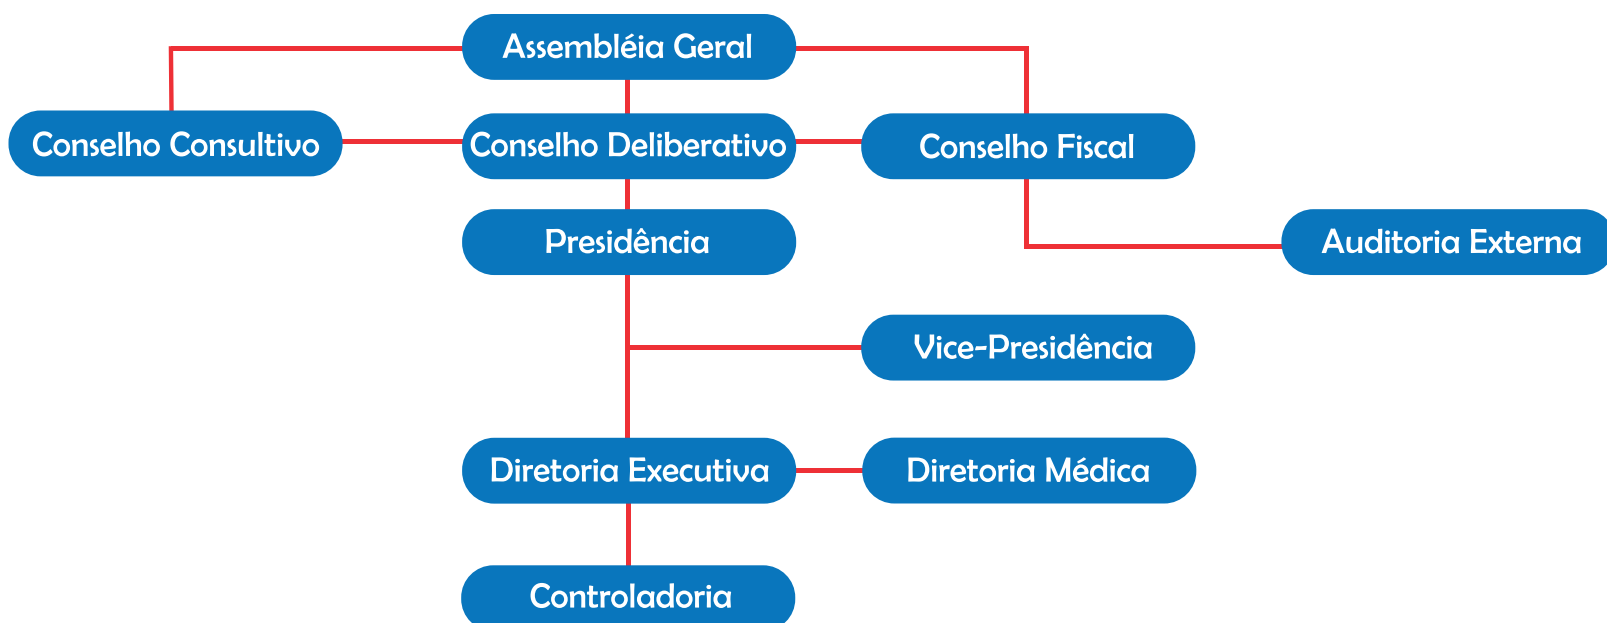 Assembléia Geral
Conselho Consultivo
Conselho Deliberativo
Conselho Fiscal
Presidência
Auditoria Externa
Vice-Presidência
Diretoria Executiva
Diretoria Médica
Controladoria